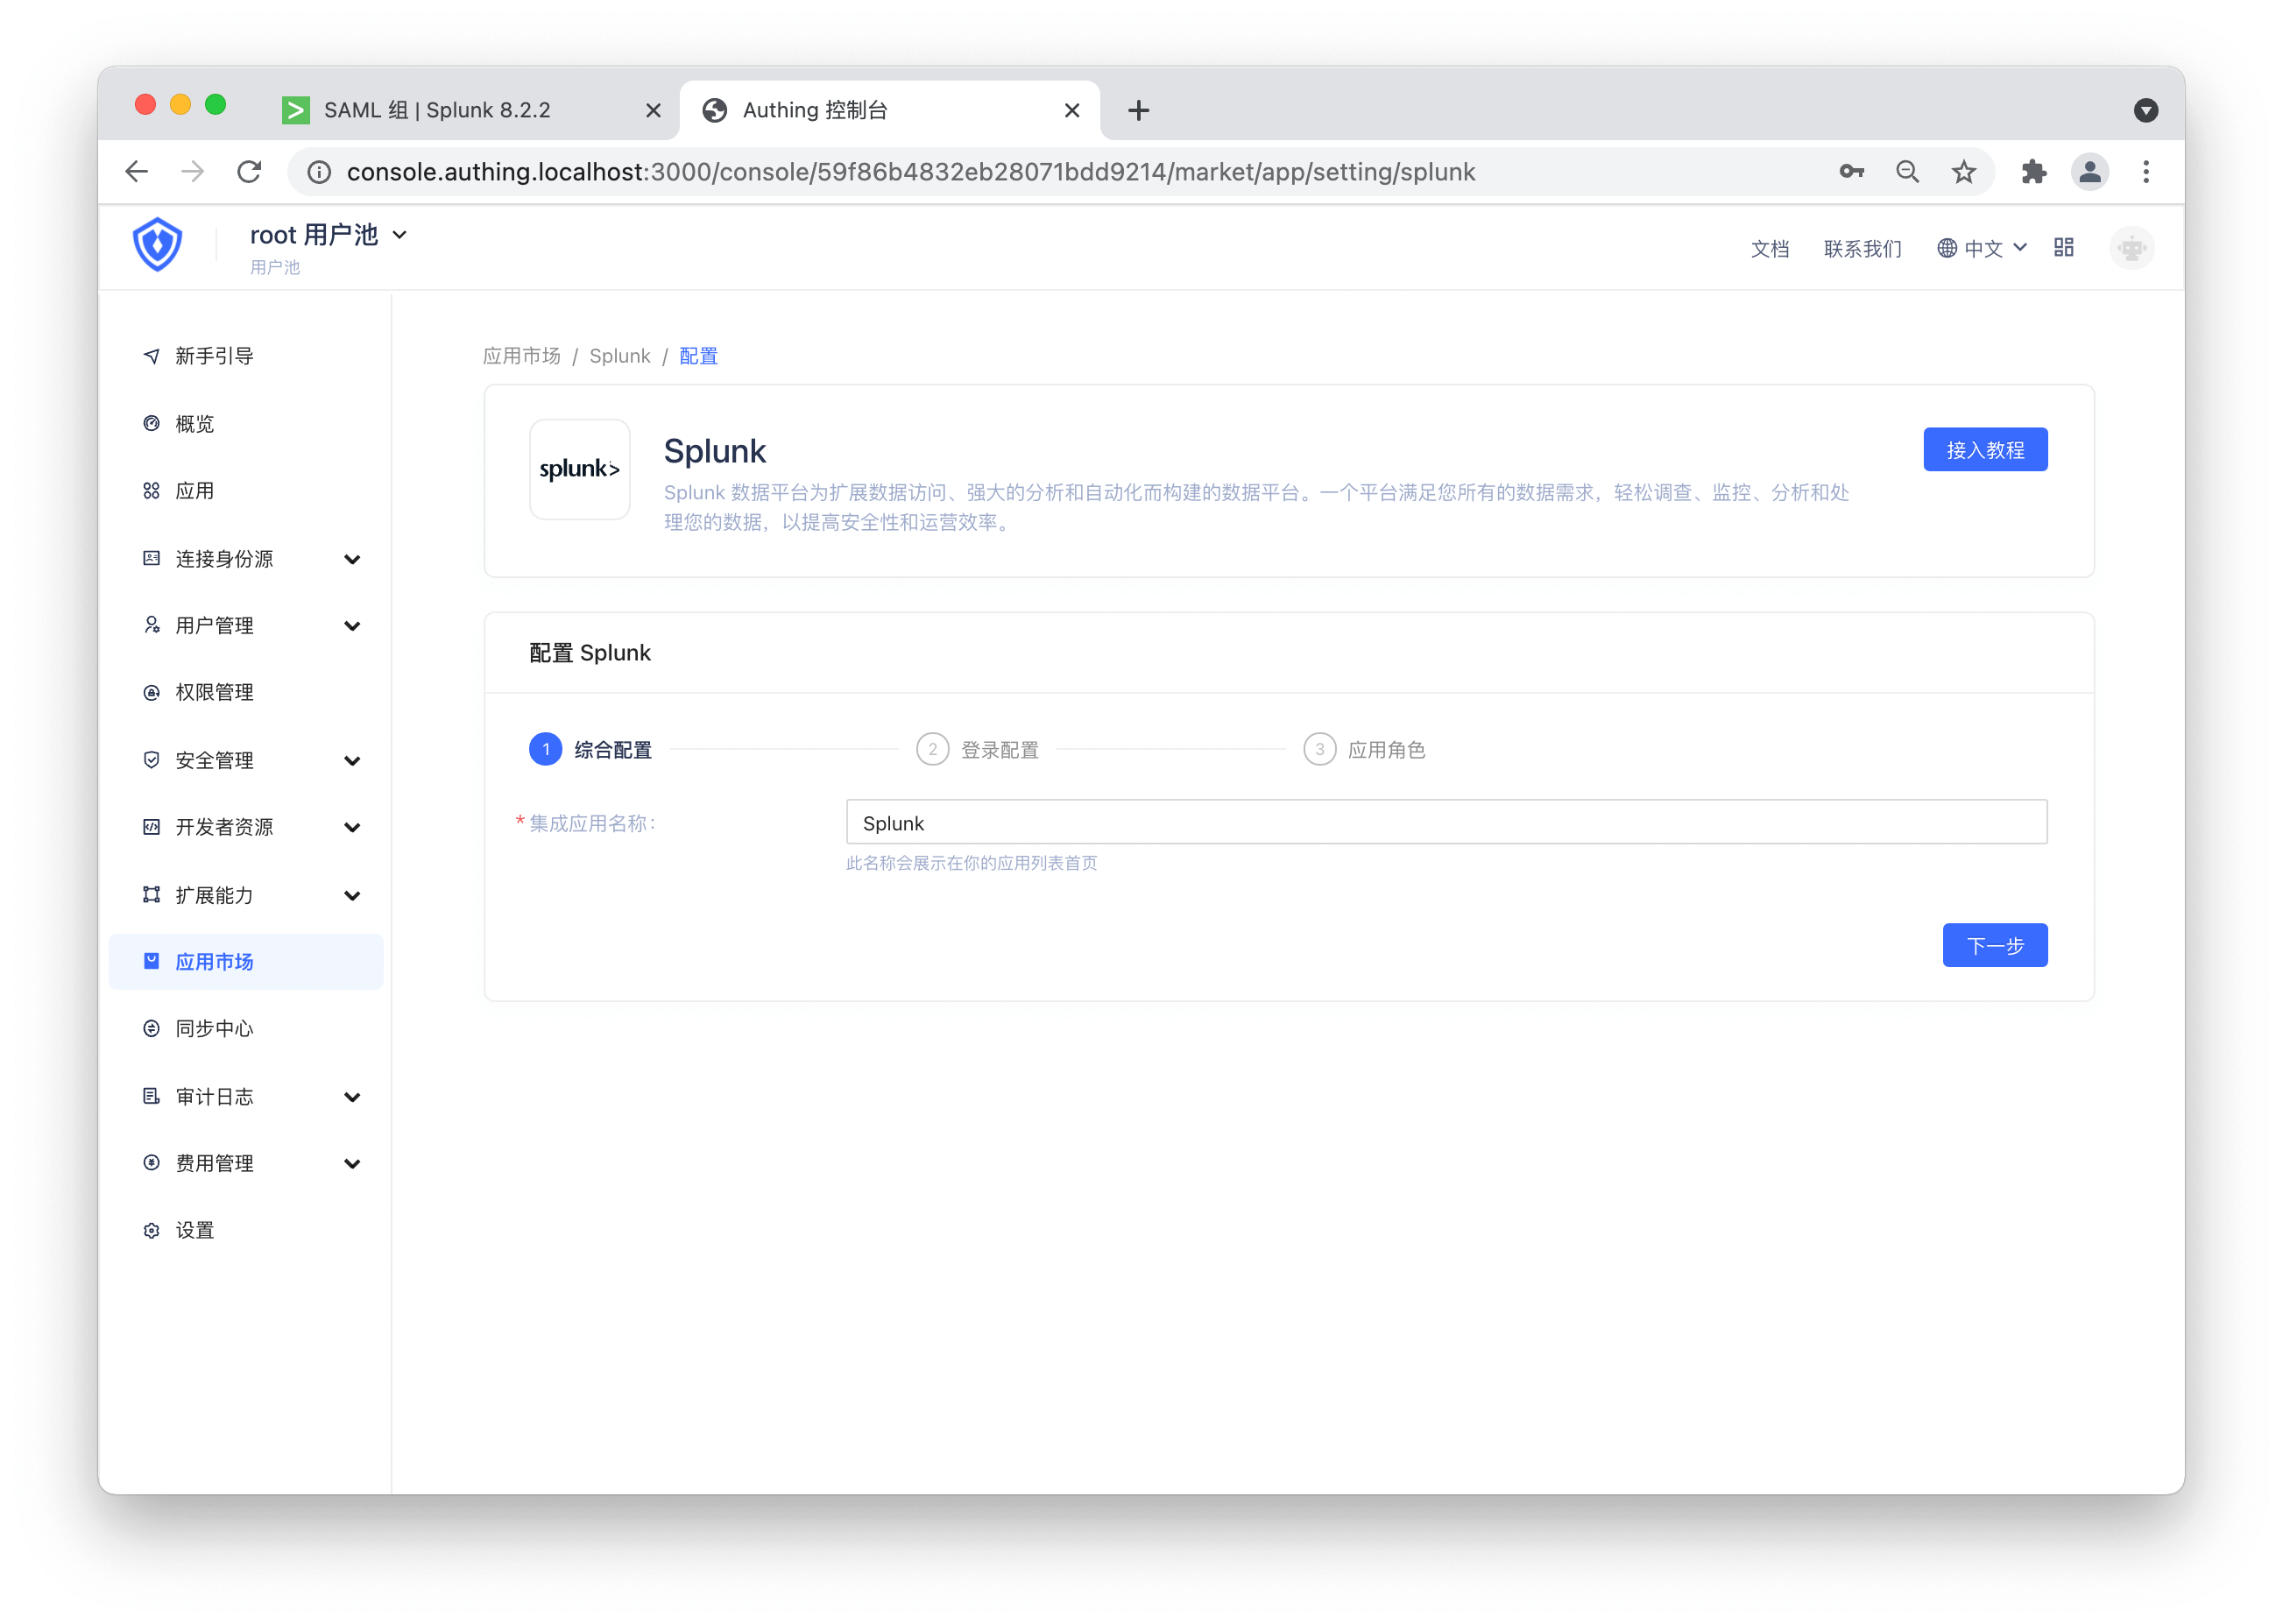 SAML 组 | Splunk 8.2.2
Authing 控制台
console.authing.localhost:3000/console/59f86b4832eb28071bdd9214/market/app/setting/splunk
root 用户池
用户池
文档
联系我们
中文
新手引导
概览
应用
连接身份源
用户管理
权限管理
安全管理
开发者资源
扩展能力
应用市场
同步中心
审计日志
费用管理
设置
应用市场 / Splunk / 配置
splunk>
Splunk
接入教程
Splunk 数据平台为扩展数据访问、强大的分析和自动化而构建的数据平台。一个平台满足您所有的数据需求，轻松调查、监控、分析和处
理您的数据，以提高安全性和运营效率。
配置 Splunk
1 综合配置
2 登录配置
3 应用角色
* 集成应用名称：
Splunk
此名称会展示在你的应用列表首页
下一步